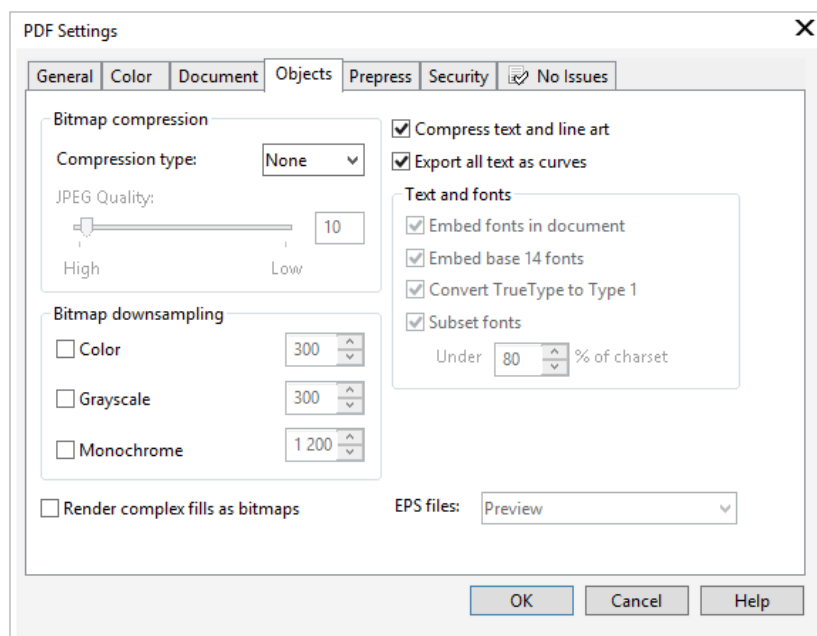 PDF Settings
General Color Document Objects Prepress Security No Issues
Bitmap compression
Compression type: None
JPEG Quality:
10
High Low
Bitmap downsampling
Color 300
Grayscale 300
Monochrome 1 200
Render complex fills as bitmaps
Compress text and line art
Export all text as curves
Text and fonts
Embed fonts in document
Embed base 14 fonts
Convert TrueType to Type 1
Subset fonts
Under 80 % of charset
EPS files: Preview
OK Cancel Help